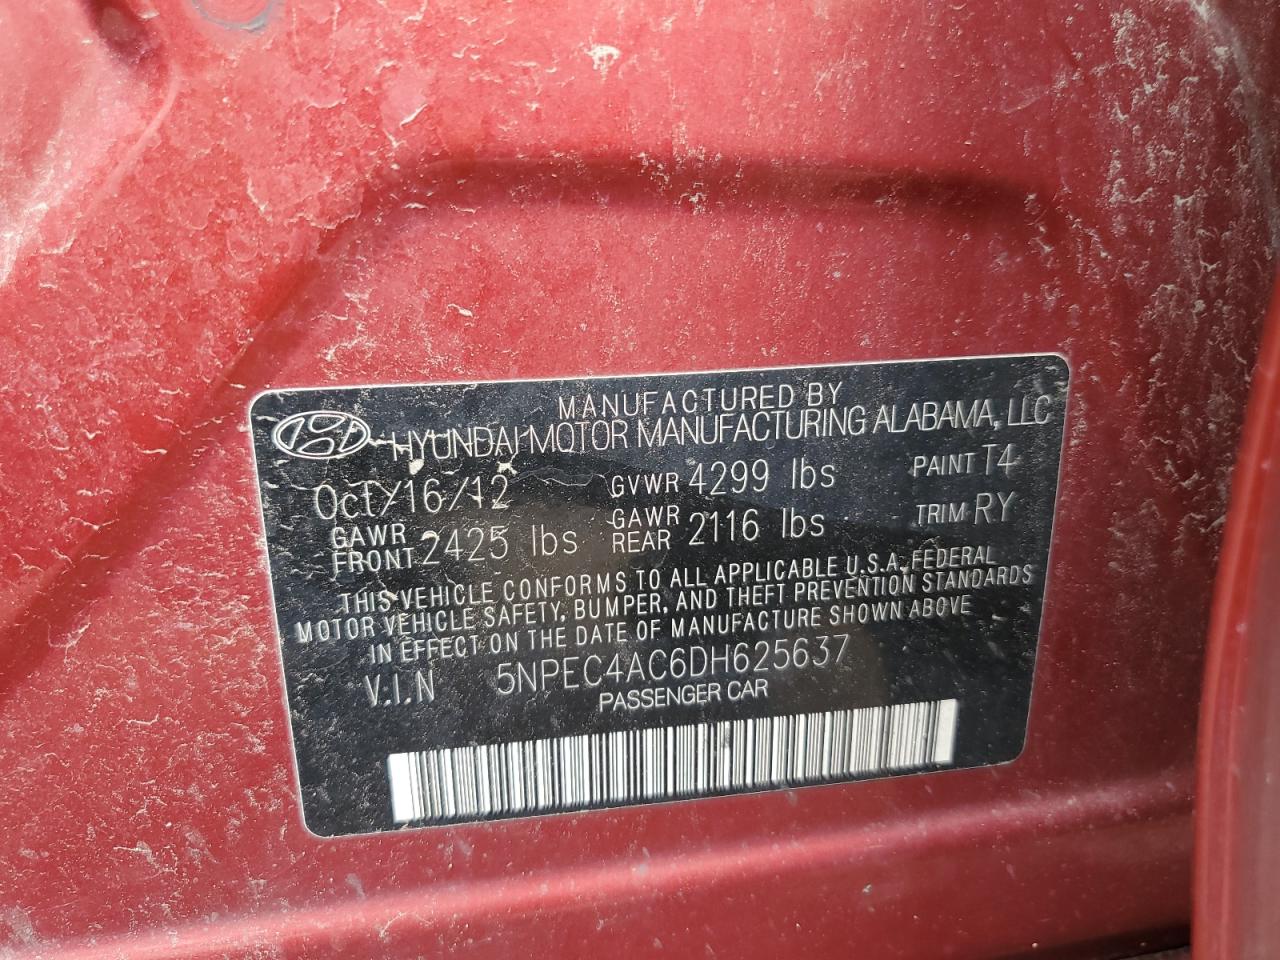 MANUFACTURED BY
HYUNDAI MOTOR MANUFACTURING ALABAMA, LLC
Oct/16/12 GVWR 4299 lbs PAINT T4
GAWR FRONT 2425 lbs GAWR REAR 2116 lbs TRIM RY
THIS VEHICLE CONFORMS TO ALL APPLICABLE U.S.A. FEDERAL
MOTOR VEHICLE SAFETY, BUMPER, AND THEFT PREVENTION STANDARDS
IN EFFECT ON THE DATE OF MANUFACTURE SHOWN ABOVE
V.I.N 5NPEC4AC6DH625637
PASSENGER CAR